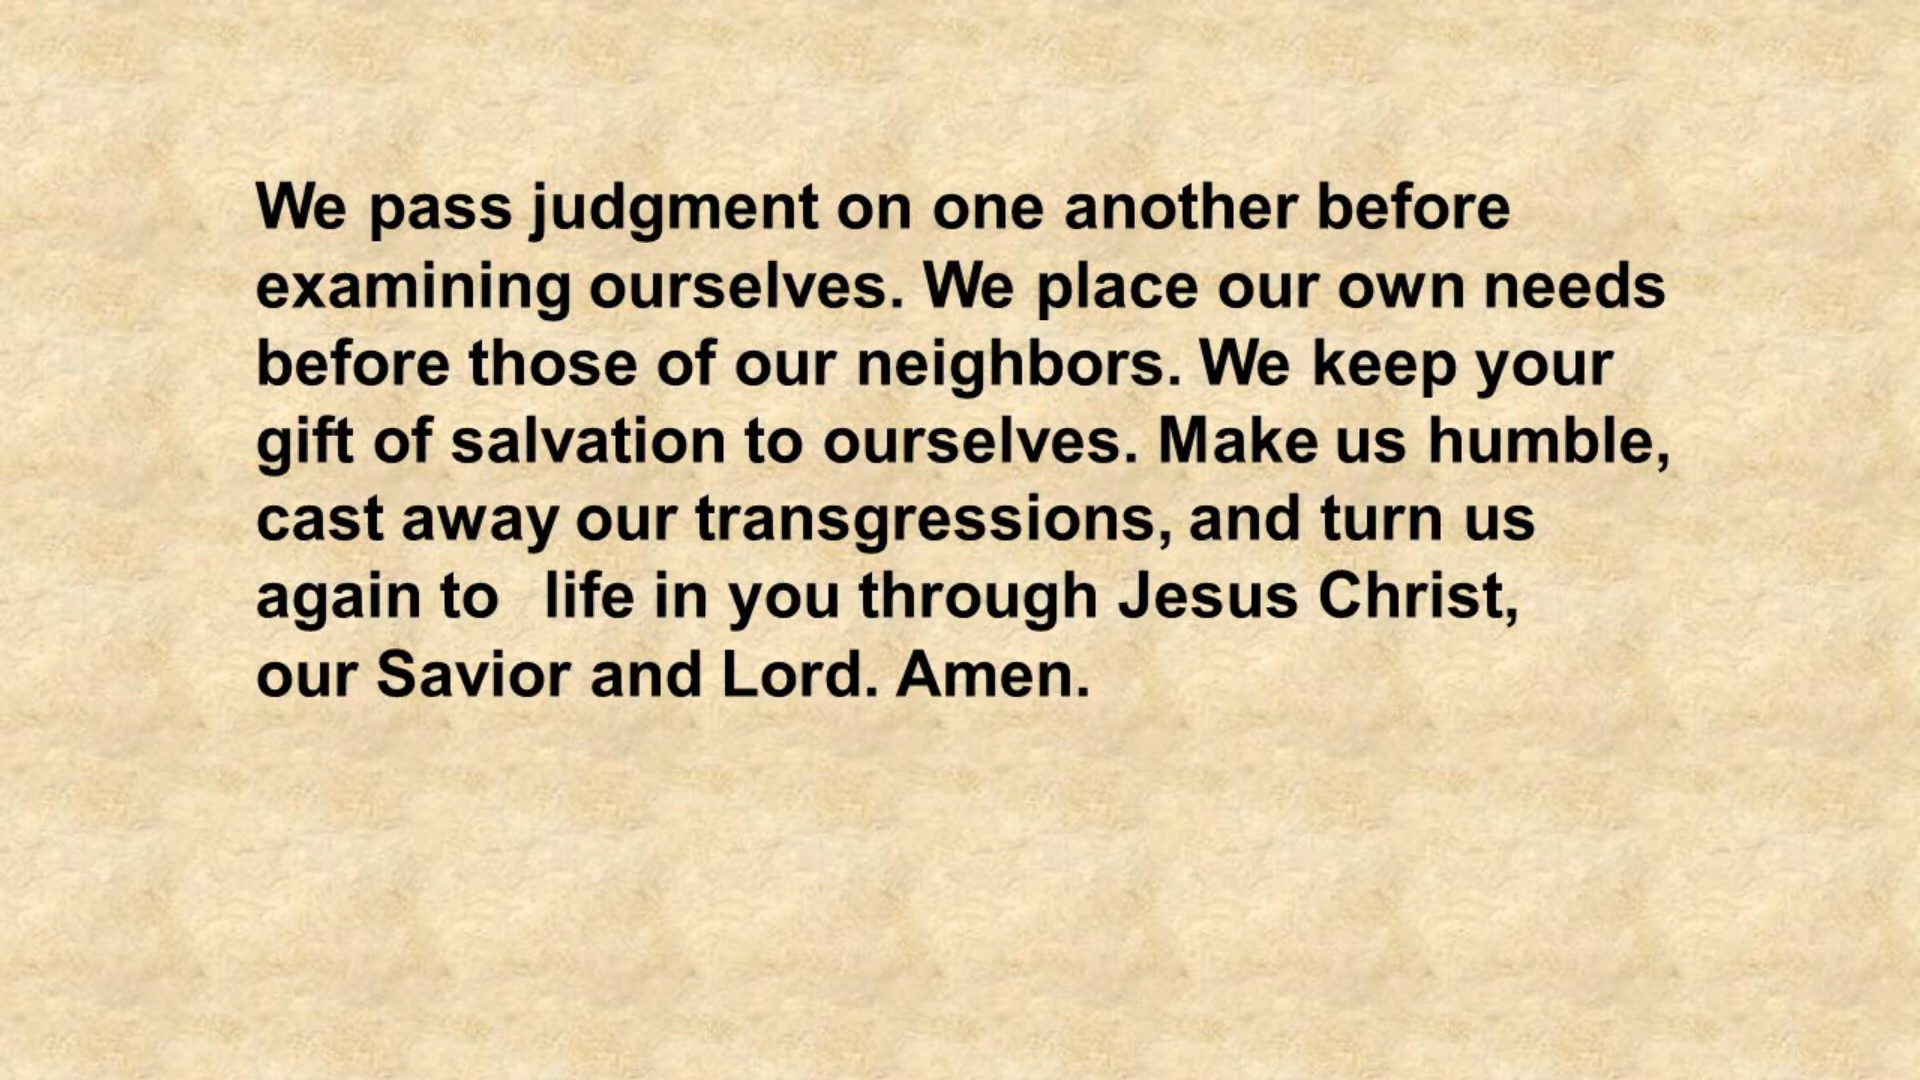 We pass judgment on one another before
examining ourselves. We place our own needs
before those of our neighbors. We keep your
gift of salvation to ourselves. Make us humble,
cast away our transgressions, and turn us
again to  life in you through Jesus Christ,
our Savior and Lord. Amen.